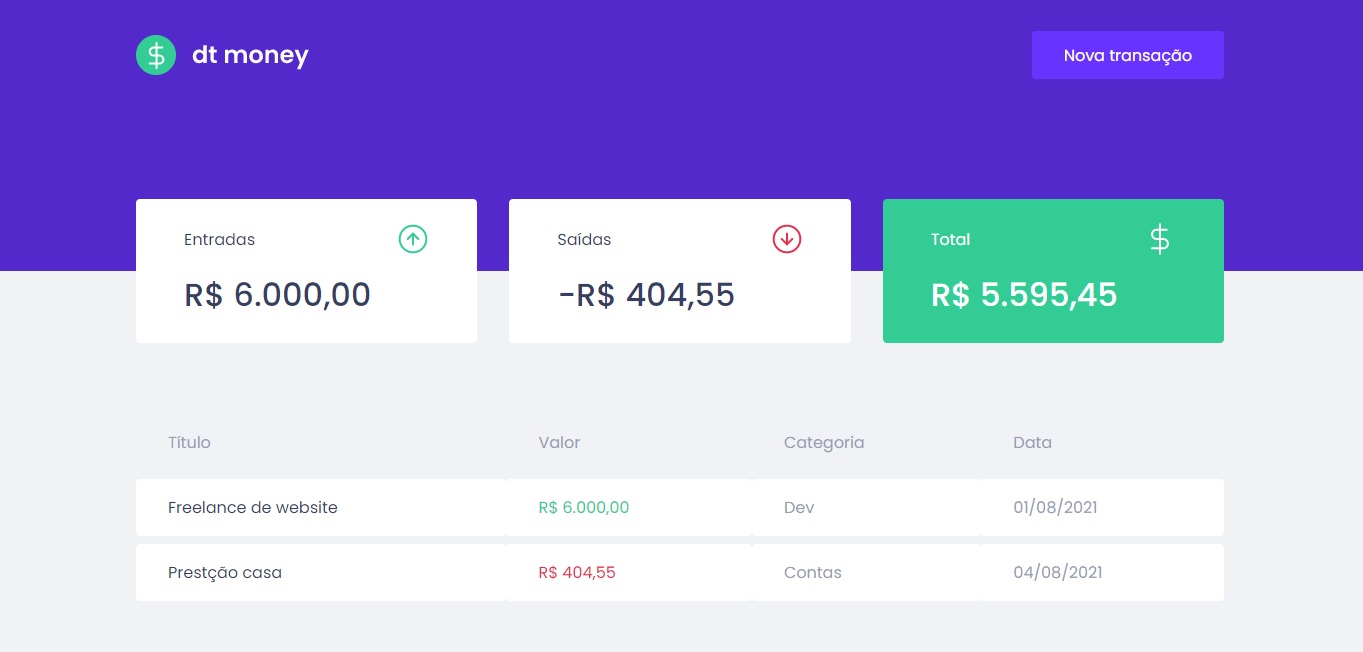 dt money
Nova transação
Entradas
Saídas
Total
R$ 6.000,00
-R$ 404,55
R$ 5.595,45
Título Valor Categoria Data
Freelance de website R$ 6.000,00 Dev 01/08/2021
Prestção casa R$ 404,55 Contas 04/08/2021